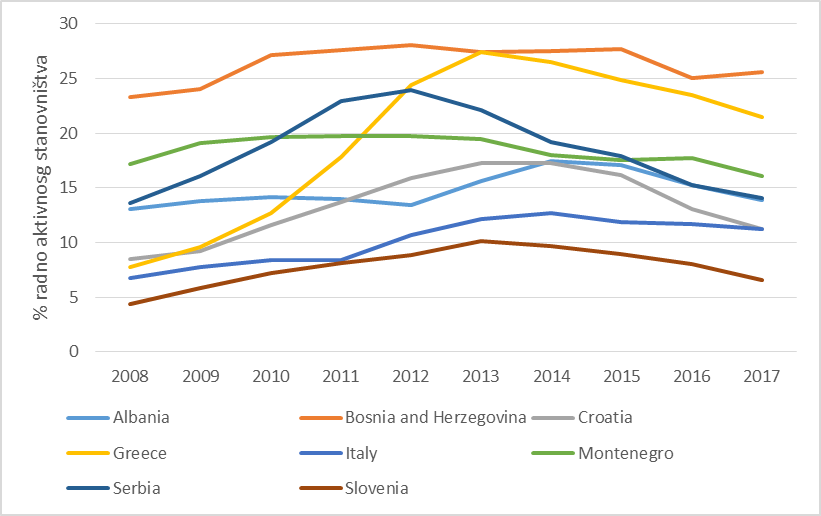 30
25
20
15
10
5
0
% radno aktivnosg stanovništva
2008 2009 2010 2011 2012 2013 2014 2015 2016 2017
Albania Bosnia and Herzegovina Croatia
Greece Italy Montenegro
Serbia Slovenia